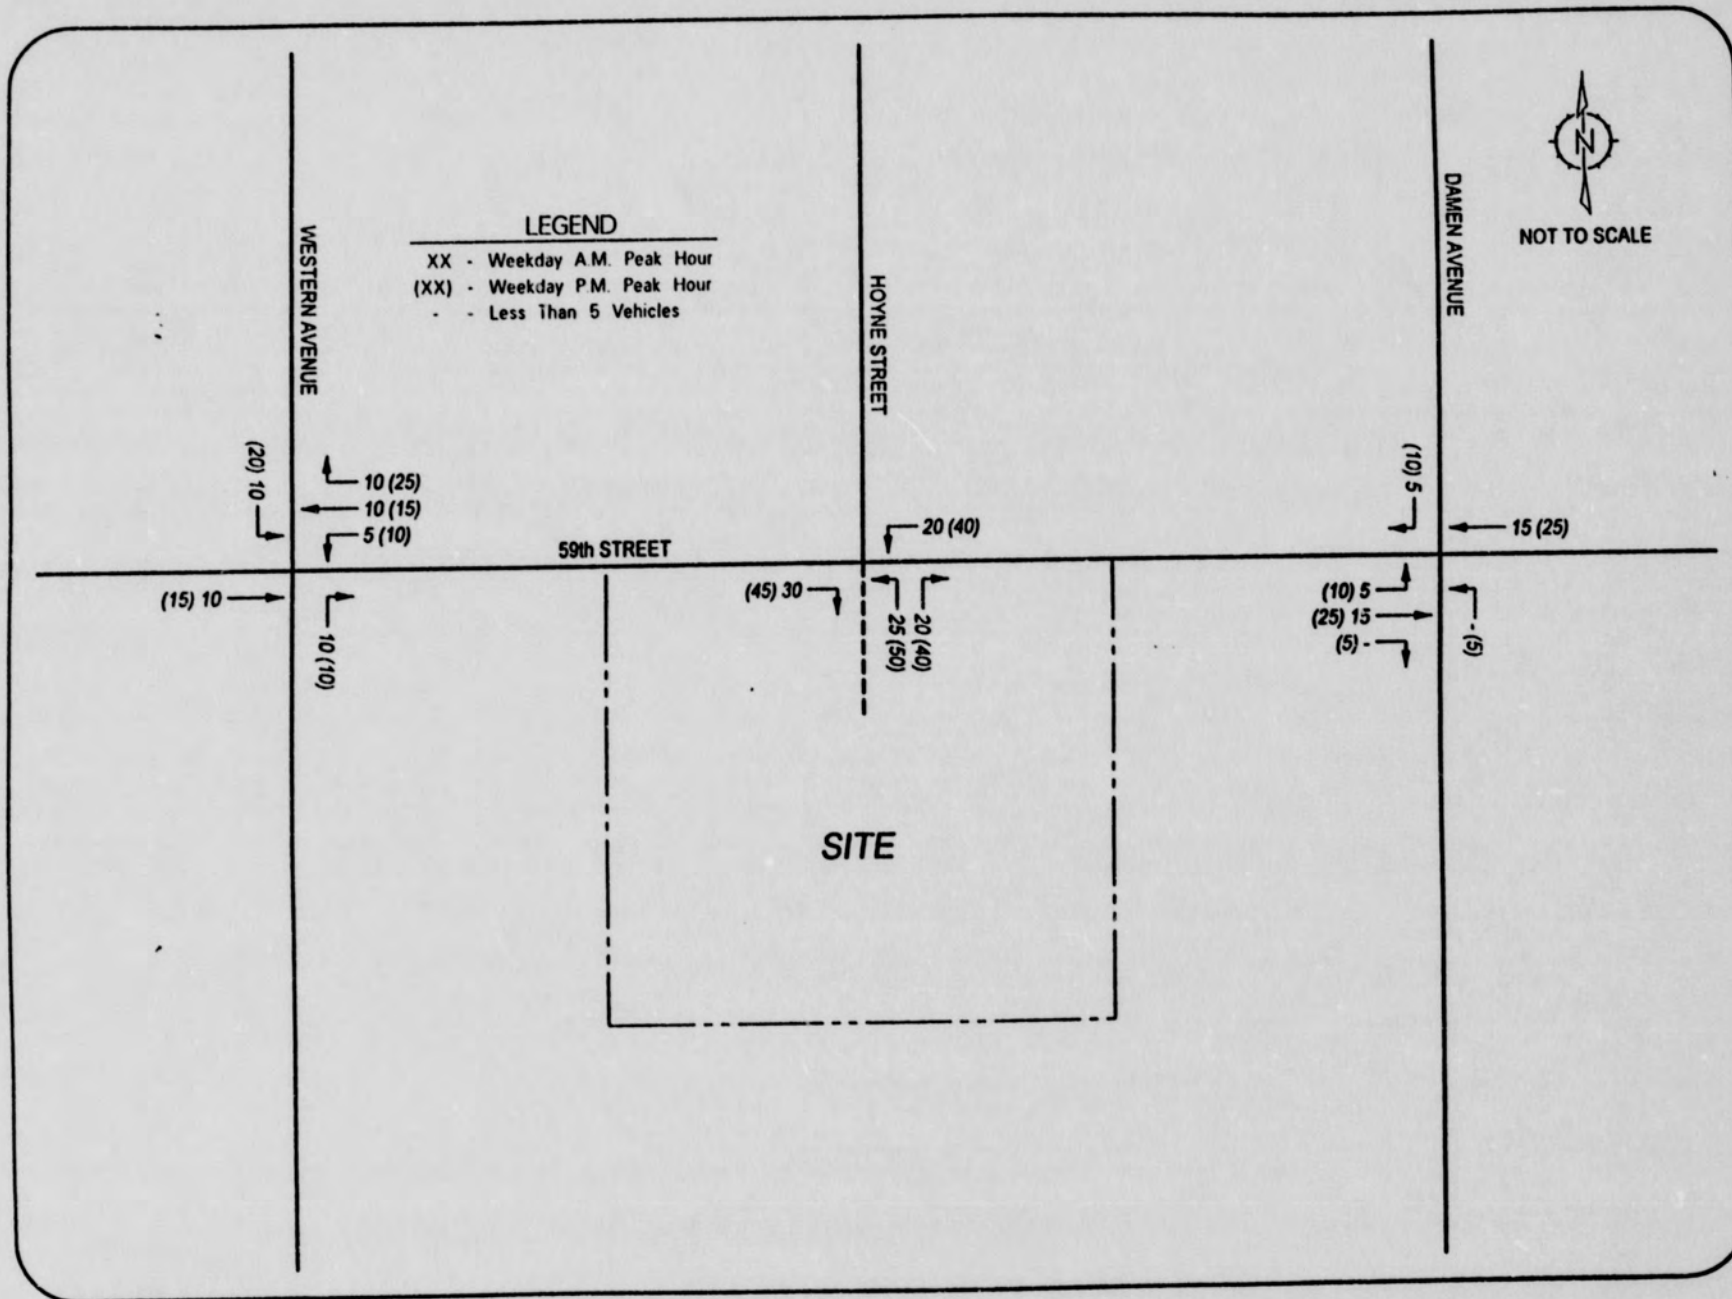 N
NOT TO SCALE
LEGEND
XX - Weekday A.M. Peak Hour
(XX) - Weekday P.M. Peak Hour
- - Less Than 5 Vehicles
WESTERN AVENUE
HOYNE STREET
DAMEN AVENUE
(20) 10
10 (25)
10 (15)
5 (10)
59th STREET
20 (40)
(10) 5
15 (25)
(15) 10
10 (10)
(45) 30
25 (50)
20 (40)
(10) 5
(25) 15
(5) -
- (5)
SITE